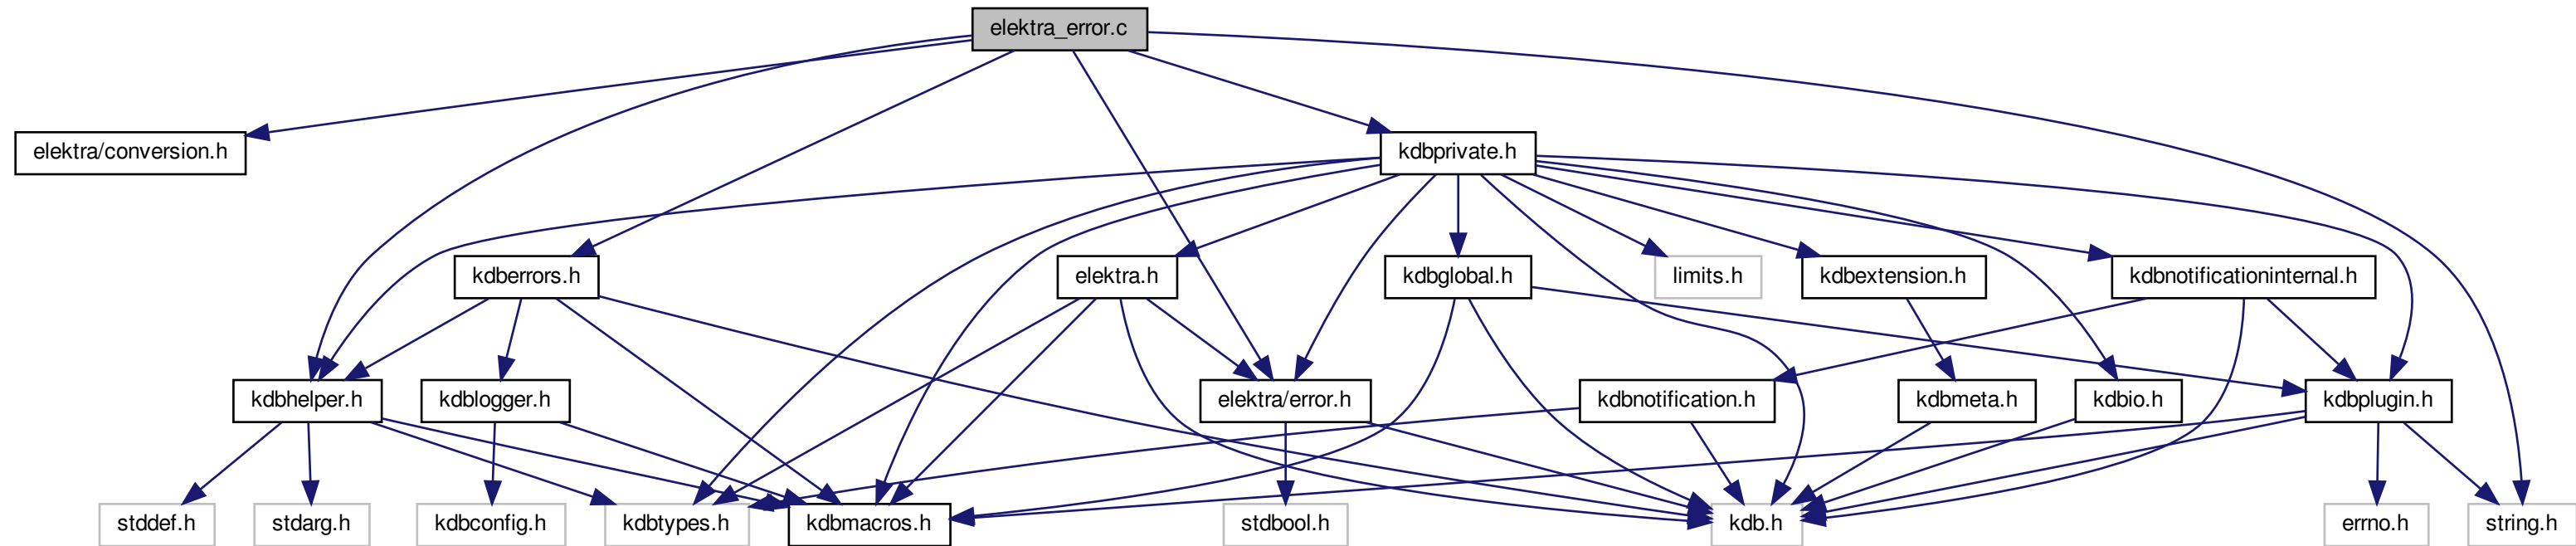 elektra_error.c
elektra/conversion.h
kdbprivate.h
kdberrors.h
elektra.h
kdbglobal.h
limits.h
kdbextension.h
kdbnotificationinternal.h
kdbhelper.h
kdblogger.h
elektra/error.h
kdbnotification.h
kdbmeta.h
kdbio.h
kdbplugin.h
stddef.h
stdarg.h
kdbconfig.h
kdbtypes.h
kdbmacros.h
stdbool.h
kdb.h
errno.h
string.h